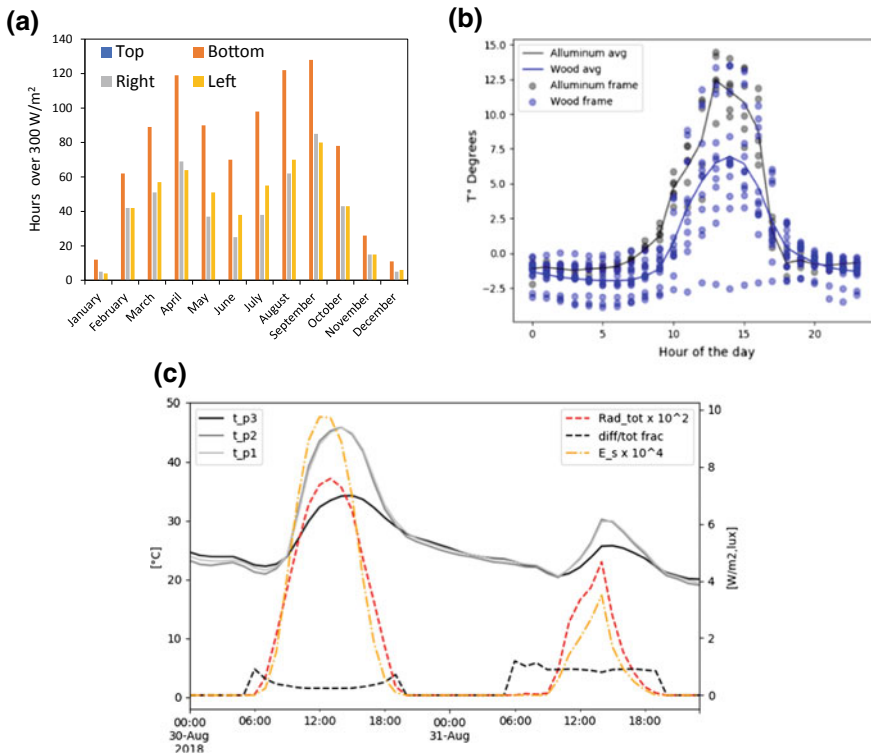 (a)
140
120
100
80
60
40
20
0
Hours over 300 W/m²
Top
Bottom
Right
Left
January
February
March
April
May
June
July
August
September
October
November
December
(b)
15.0
12.5
10.0
7.5
5.0
2.5
0.0
−2.5
T° Degrees
Alluminum avg
Wood avg
Alluminum frame
Wood frame
0
5
10
15
20
Hour of the day
(c)
50
40
30
20
10
0
[°C]
t_p3
t_p2
t_p1
Rad_tot x 10^2
diff/tot frac
E_s x 10^4
10
8
6
4
2
0
[W/m2,lux]
00:00
30-Aug
2018
06:00
12:00
18:00
00:00
31-Aug
06:00
12:00
18:00